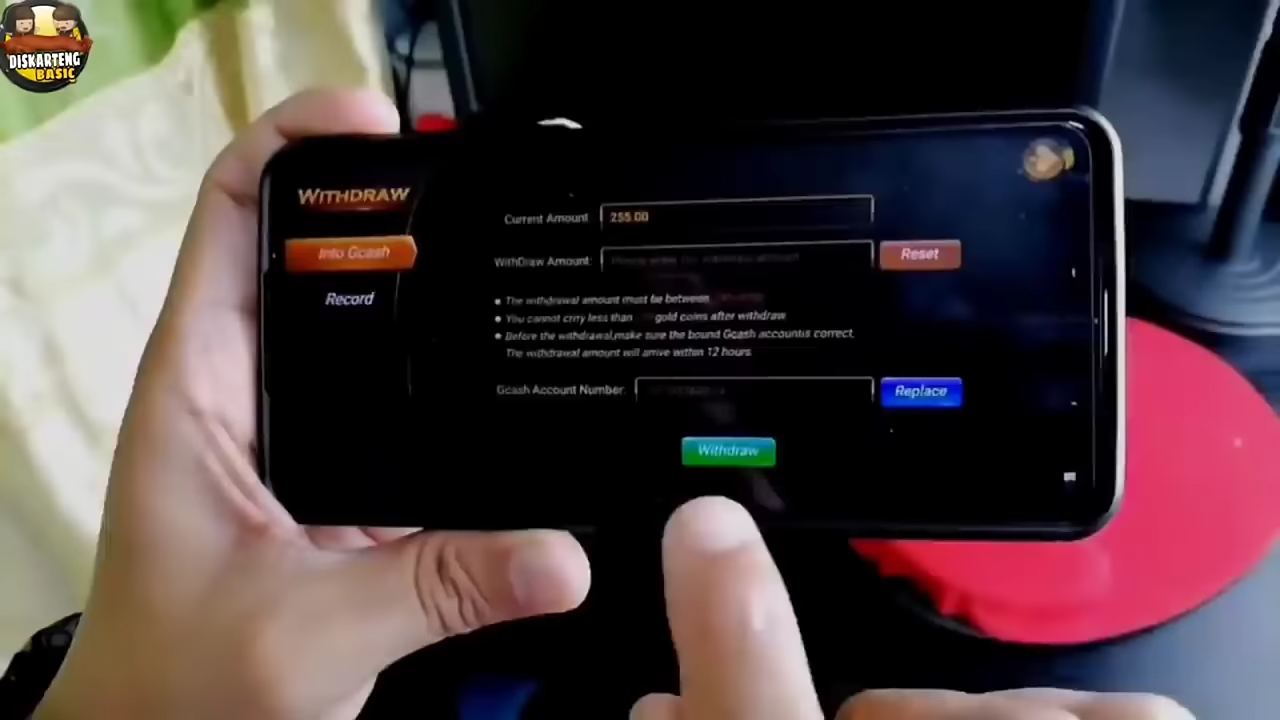 DISKARTENG
BASIC
WITHDRAW
Into Gcash
Record
Current Amount
255.00
WithDraw Amount:
Reset
The withdrawal amount must be between
You cannot crry less than gold coins after withdraw
Before the withdrawal,make sure the bound Gcash accountis correct,
The withdrawal amount will arrive within 12 hours.
Gcash Account Number:
Replace
Withdraw